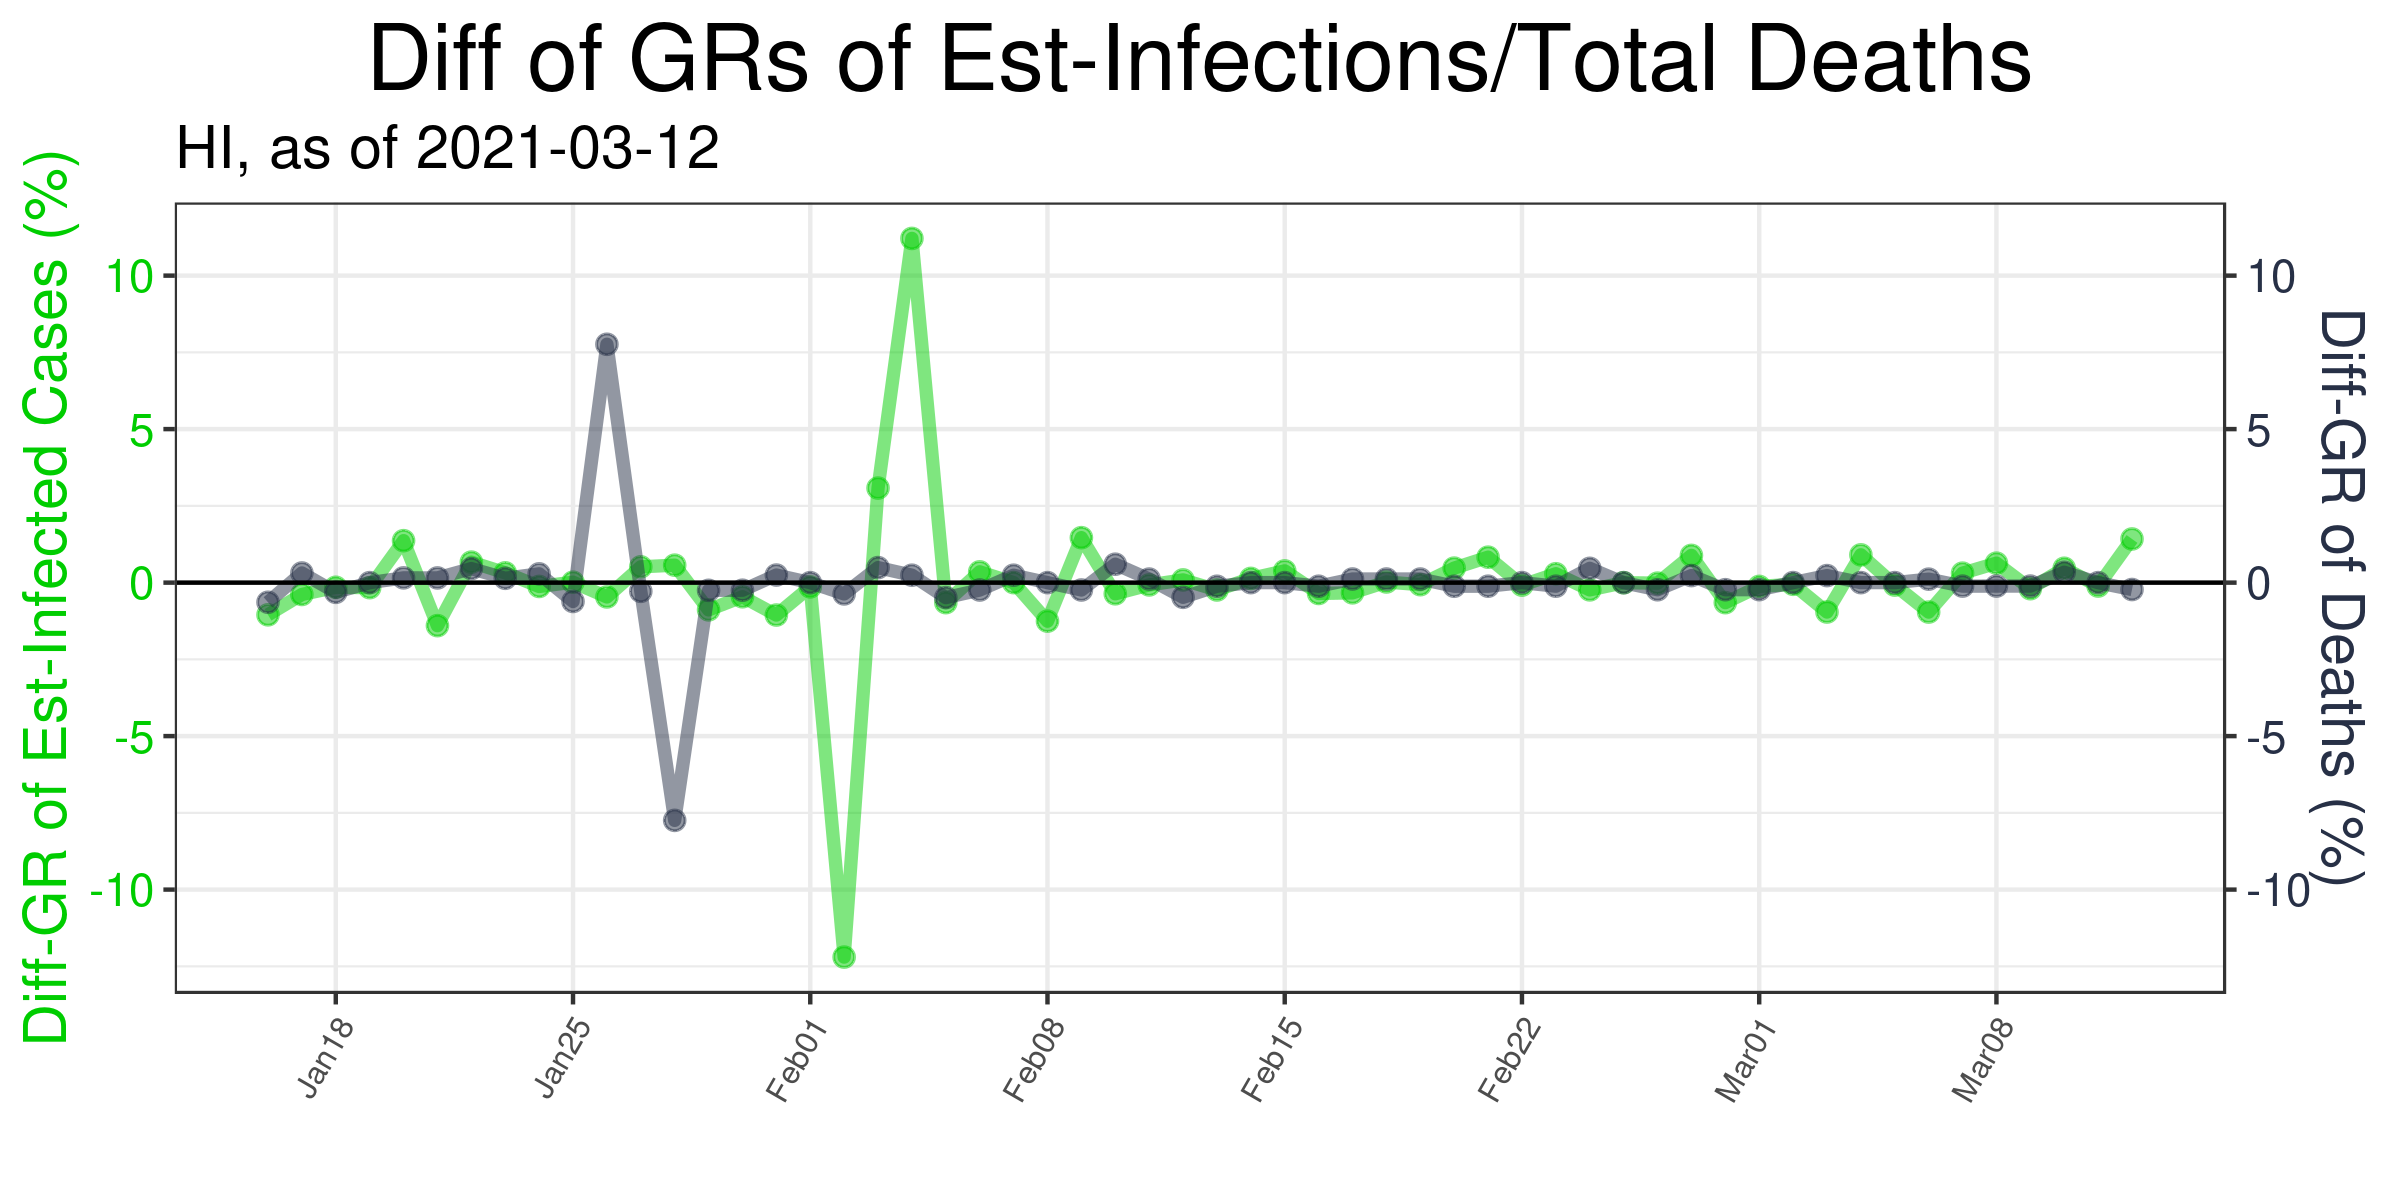 Diff of GRs of Est-Infections/Total Deaths
HI, as of 2021-03-12
Diff-GR of Est-Infected Cases (%)
10
5
0
-5
-10
10
5
0
-5
-10
Diff-GR of Deaths (%)
Jan18
Jan25
Feb01
Feb08
Feb15
Feb22
Mar01
Mar08